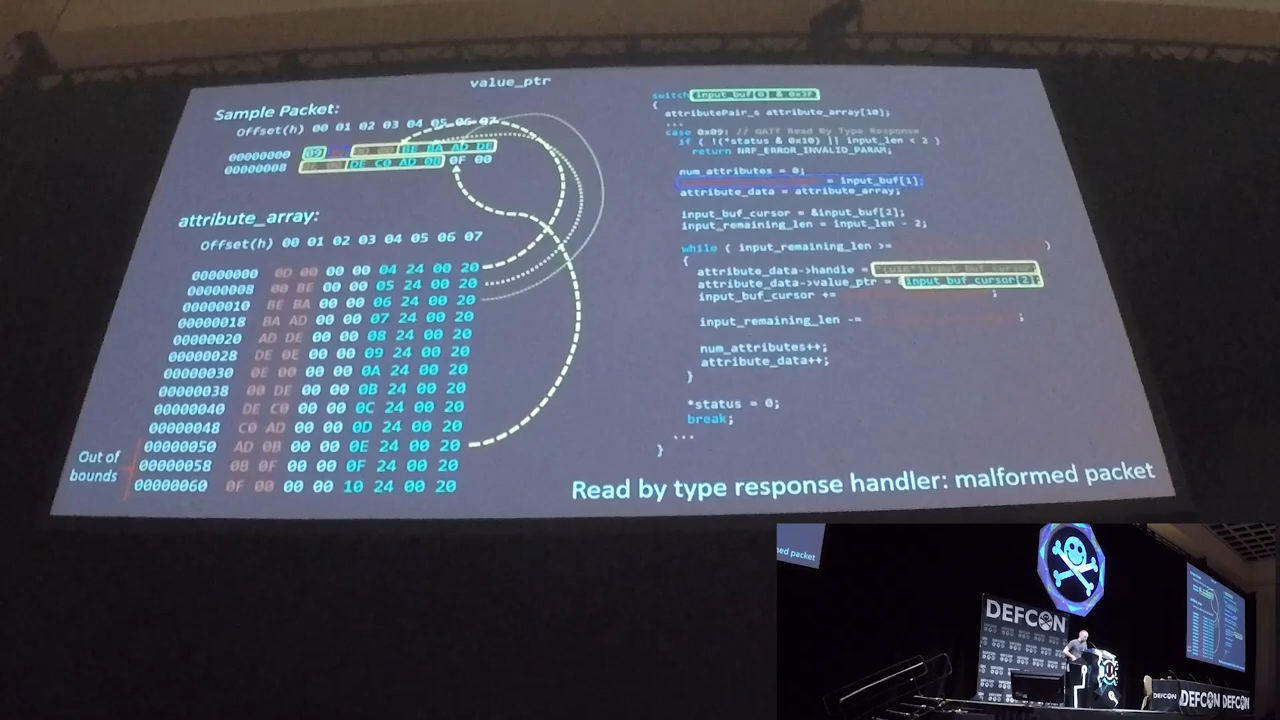 value_ptr
Sample Packet:
Offset(h) 00 01 02 03 04 05 06 07
00000000 09 BE BA AD DE
00000008 DE C0 AD 0B 0F 00
attribute_array:
Offset(h) 00 01 02 03 04 05 06 07
00000000 0D 00 00 00 04 24 00 20
00000008 00 BE 00 00 05 24 00 20
00000010 BE BA 00 00 06 24 00 20
00000018 BA AD 00 00 07 24 00 20
00000020 AD DE 00 00 08 24 00 20
00000028 DE 0E 00 00 09 24 00 20
00000030 0E 00 00 00 0A 24 00 20
00000038 00 DE 00 00 0B 24 00 20
00000040 DE C0 00 00 0C 24 00 20
00000048 C0 AD 00 00 0D 24 00 20
00000050 AD 0B 00 00 0E 24 00 20
00000058 0B 0F 00 00 0F 24 00 20
00000060 0F 00 00 00 10 24 00 20
Out of
bounds
switch input_buf[0] & 0x3F
{
attributePair_s attribute_array[10];
...
case 0x09: // GATT Read By Type Response
if ( !(*status & 0x10) || input_len < 2 )
return NRF_ERROR_INVALID_PARAM;
num_attributes = 0;
= input_buf[1];
attribute_data = attribute_array;
input_buf_cursor = &input_buf[2];
input_remaining_len = input_len - 2;
while ( input_remaining_len >= )
{
attribute_data->handle = *(u16*)input_buf_cursor;
attribute_data->value_ptr = &input_buf_cursor[2];
input_buf_cursor += ;
input_remaining_len -= ;
num_attributes++;
attribute_data++;
}
*status = 0;
break;
...
}
Read by type response handler: malformed packet
ed packet
DEFCON
DEFCON DEFCON DEFCON